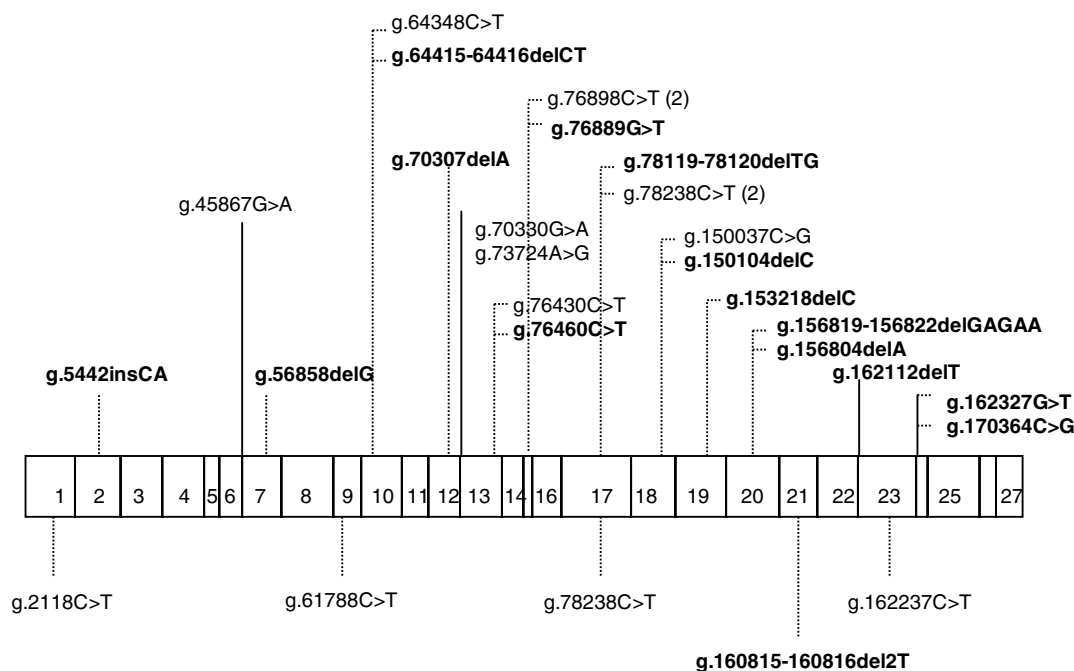 g.64348C>T
g.64415-64416delCT
g.76898C>T (2)
g.76889G>T
g.70307delA
g.78119-78120delTG
g.78238C>T (2)
g.45867G>A
g.70330G>A
g.73724A>G
g.150037C>G
g.150104delC
g.76430C>T
g.76460C>T
g.153218delC
g.156819-156822delGAGAA
g.156804delA
g.5442insCA
g.56858delG
g.162112delT
g.162327G>T
g.170364C>G
1 2 3 4 5 6 7 8 9 10 11 12 13 14 16 17 18 19 20 21 22 23 25 27
g.2118C>T
g.61788C>T
g.78238C>T
g.162237C>T
g.160815-160816del2T